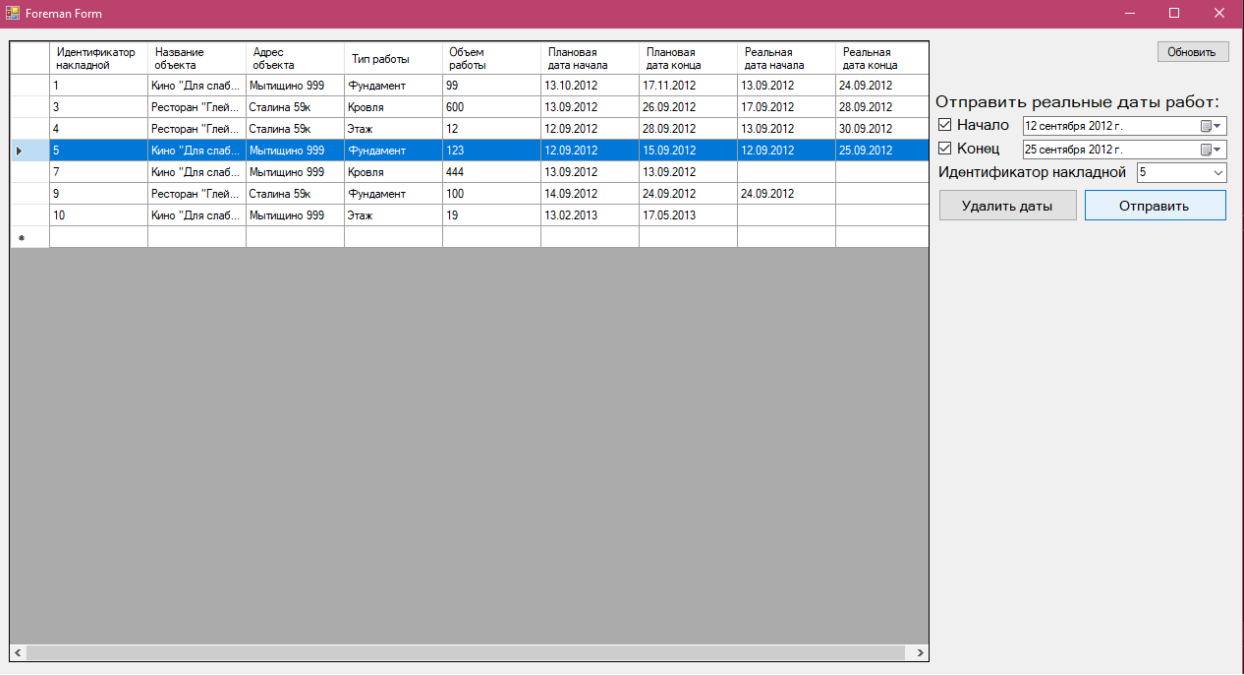 Foreman Form
Обновить
Идентификатор накладной Название объекта Адрес объекта Тип работы Объем работы Плановая дата начала Плановая дата конца Реальная дата начала Реальная дата конца
1 Кино "Для слаб... Мытищино 999 Фундамент 99 13.10.2012 17.11.2012 13.09.2012 24.09.2012
3 Ресторан "Глей... Сталина 59к Кровля 600 13.09.2012 26.09.2012 17.09.2012 28.09.2012
4 Ресторан "Глей... Сталина 59к Этаж 12 12.09.2012 28.09.2012 13.09.2012 30.09.2012
5 Кино "Для слаб... Мытищино 999 Фундамент 123 12.09.2012 15.09.2012 12.09.2012 25.09.2012
7 Кино "Для слаб... Мытищино 999 Кровля 444 13.09.2012 13.09.2012
9 Ресторан "Глей... Сталина 59к Фундамент 100 14.09.2012 24.09.2012 24.09.2012
10 Кино "Для слаб... Мытищино 999 Этаж 19 13.02.2013 17.05.2013
Отправить реальные даты работ:
Начало 12 сентября 2012 г.
Конец 25 сентября 2012 г.
Идентификатор накладной 5
Удалить даты Отправить